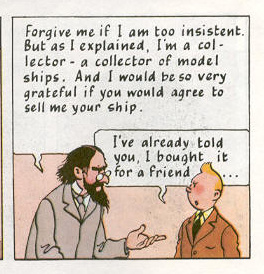 Forgive me if I am too insistent.
But as I explained, I'm a col-
lector - a collector of model
ships. And I would be so very
grateful if you would agree to
sell me your ship.
I've already told
you, I bought it
for a friend ....